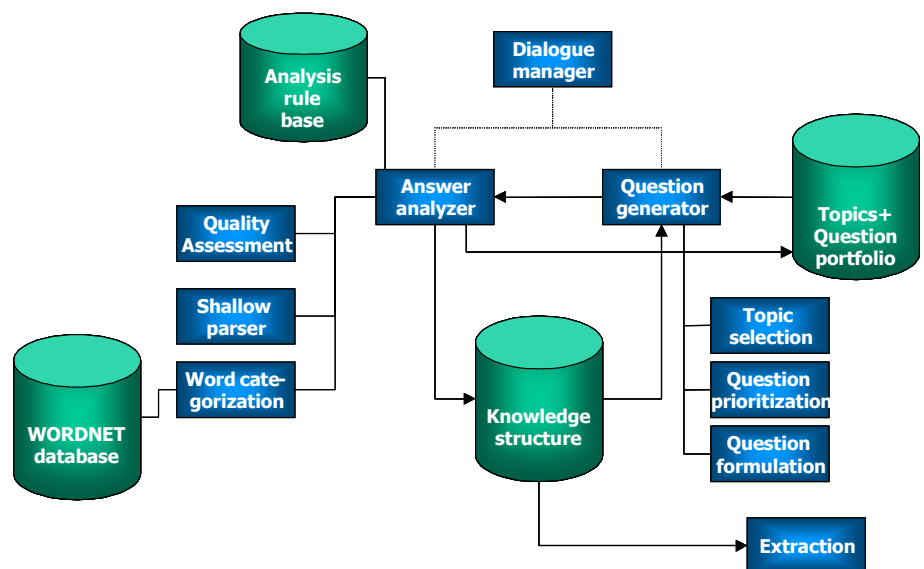 Analysis
rule
base
Dialogue
manager
Answer
analyzer
Question
generator
Topics+
Question
portfolio
Quality
Assessment
Shallow
parser
Word cate-
gorization
WORDNET
database
Knowledge
structure
Topic
selection
Question
prioritization
Question
formulation
Extraction